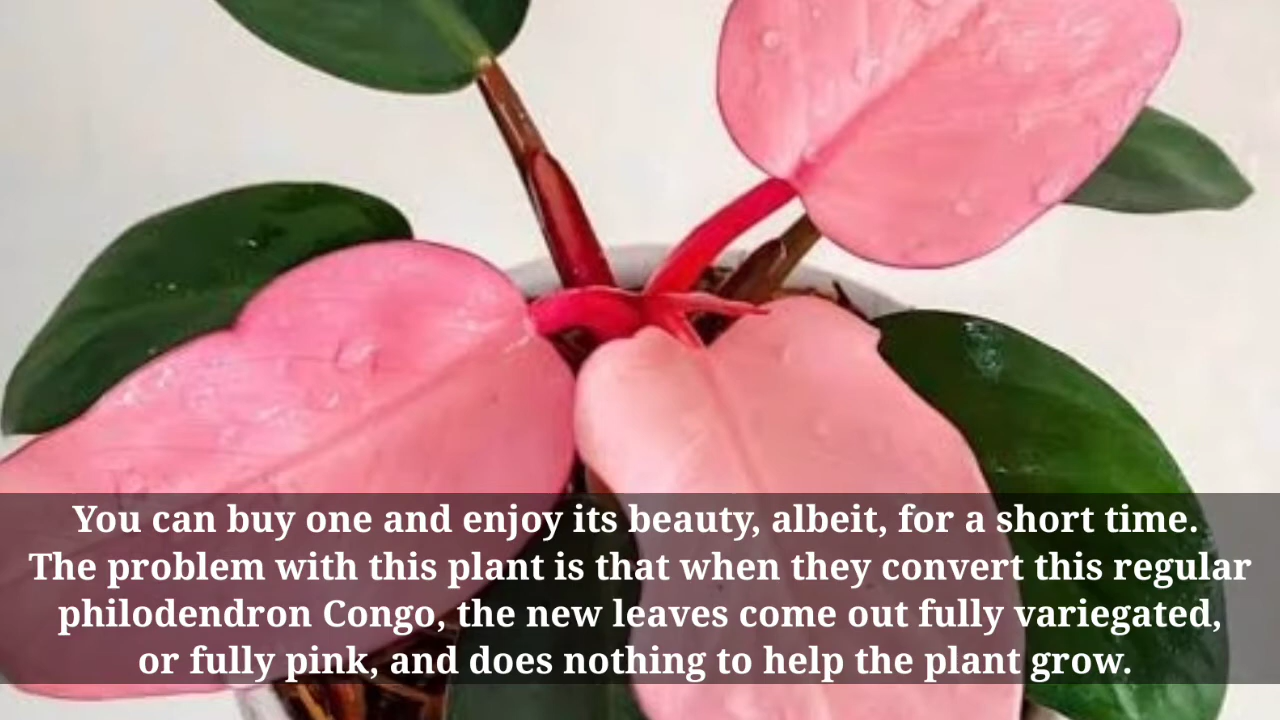 You can buy one and enjoy its beauty, albeit, for a short time.
The problem with this plant is that when they convert this regular
philodendron Congo, the new leaves come out fully variegated,
or fully pink, and does nothing to help the plant grow.